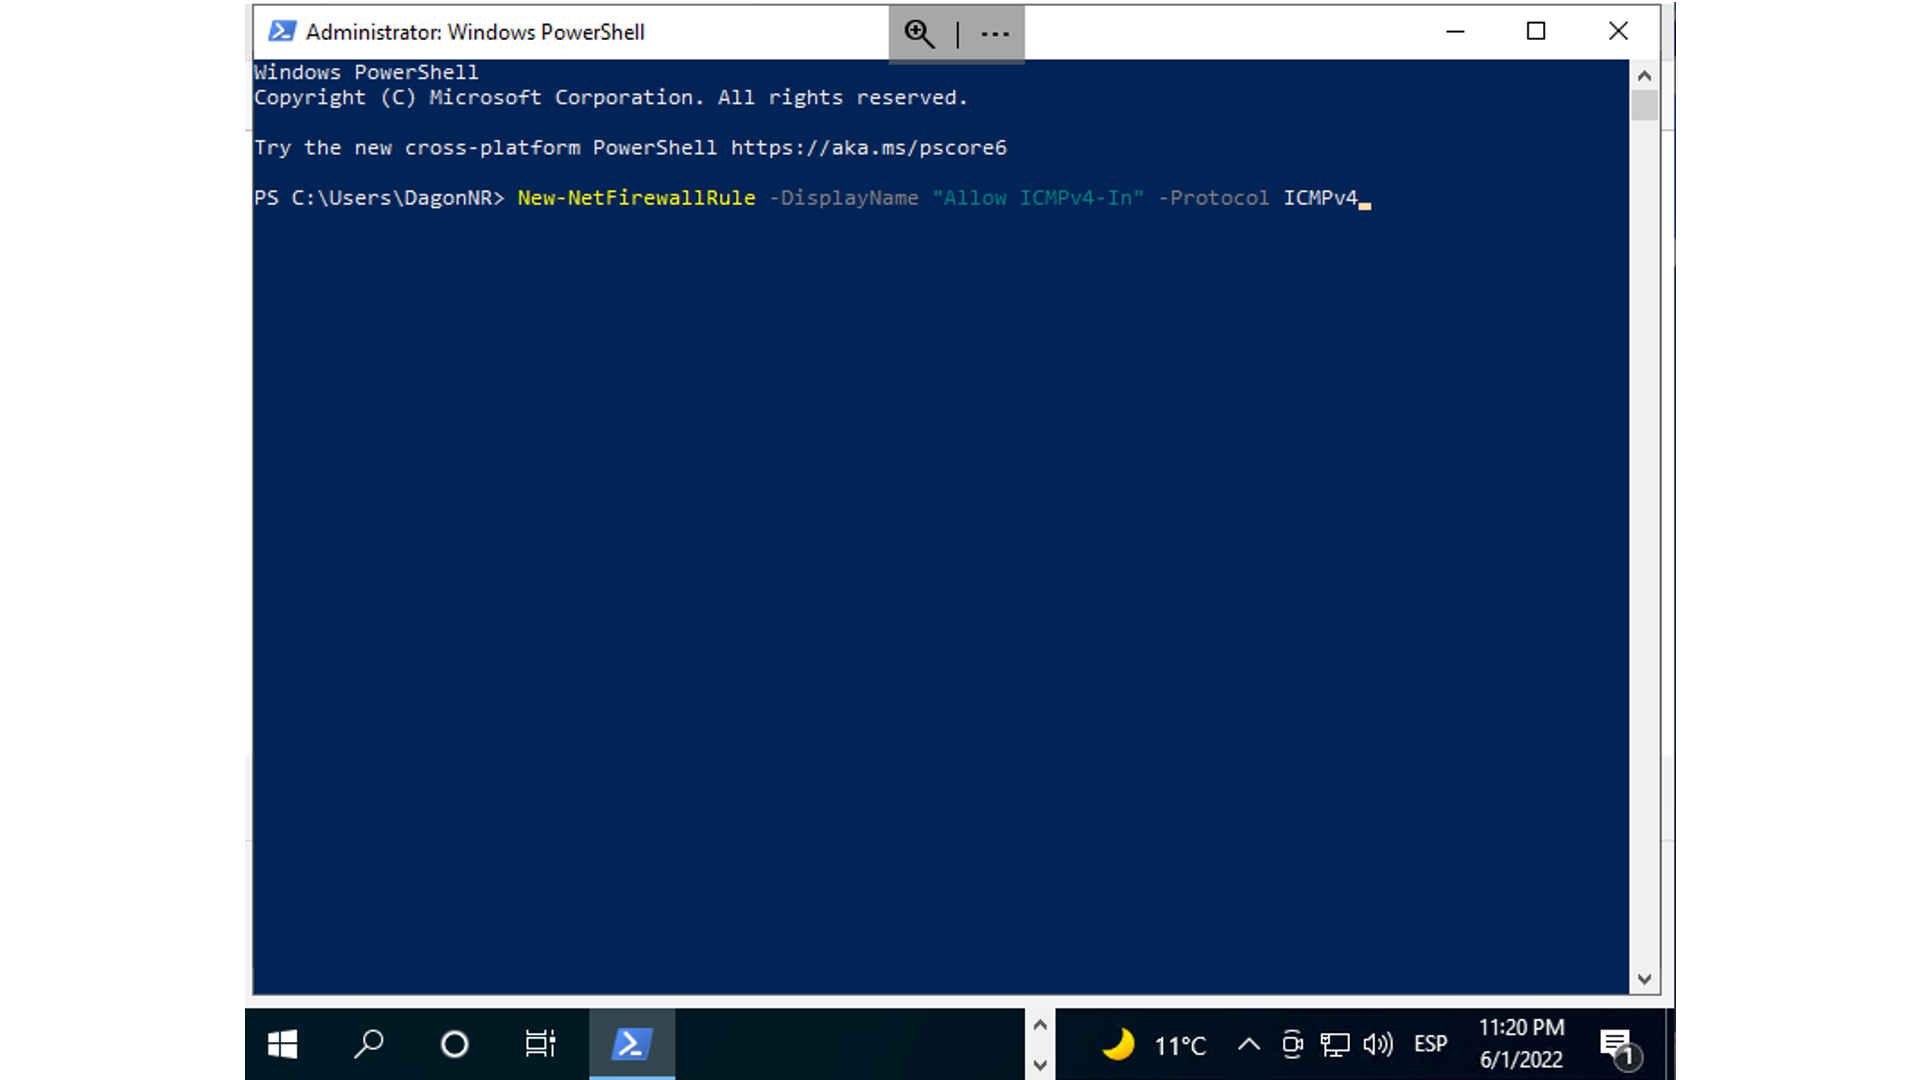 Administrator: Windows PowerShell
Windows PowerShell
Copyright (C) Microsoft Corporation. All rights reserved.
Try the new cross-platform PowerShell https://aka.ms/pscore6
PS C:\Users\DagonNR> New-NetFirewallRule -DisplayName "Allow ICMPv4-In" -Protocol ICMPv4
11°C
ESP
11:20 PM
6/1/2022
1